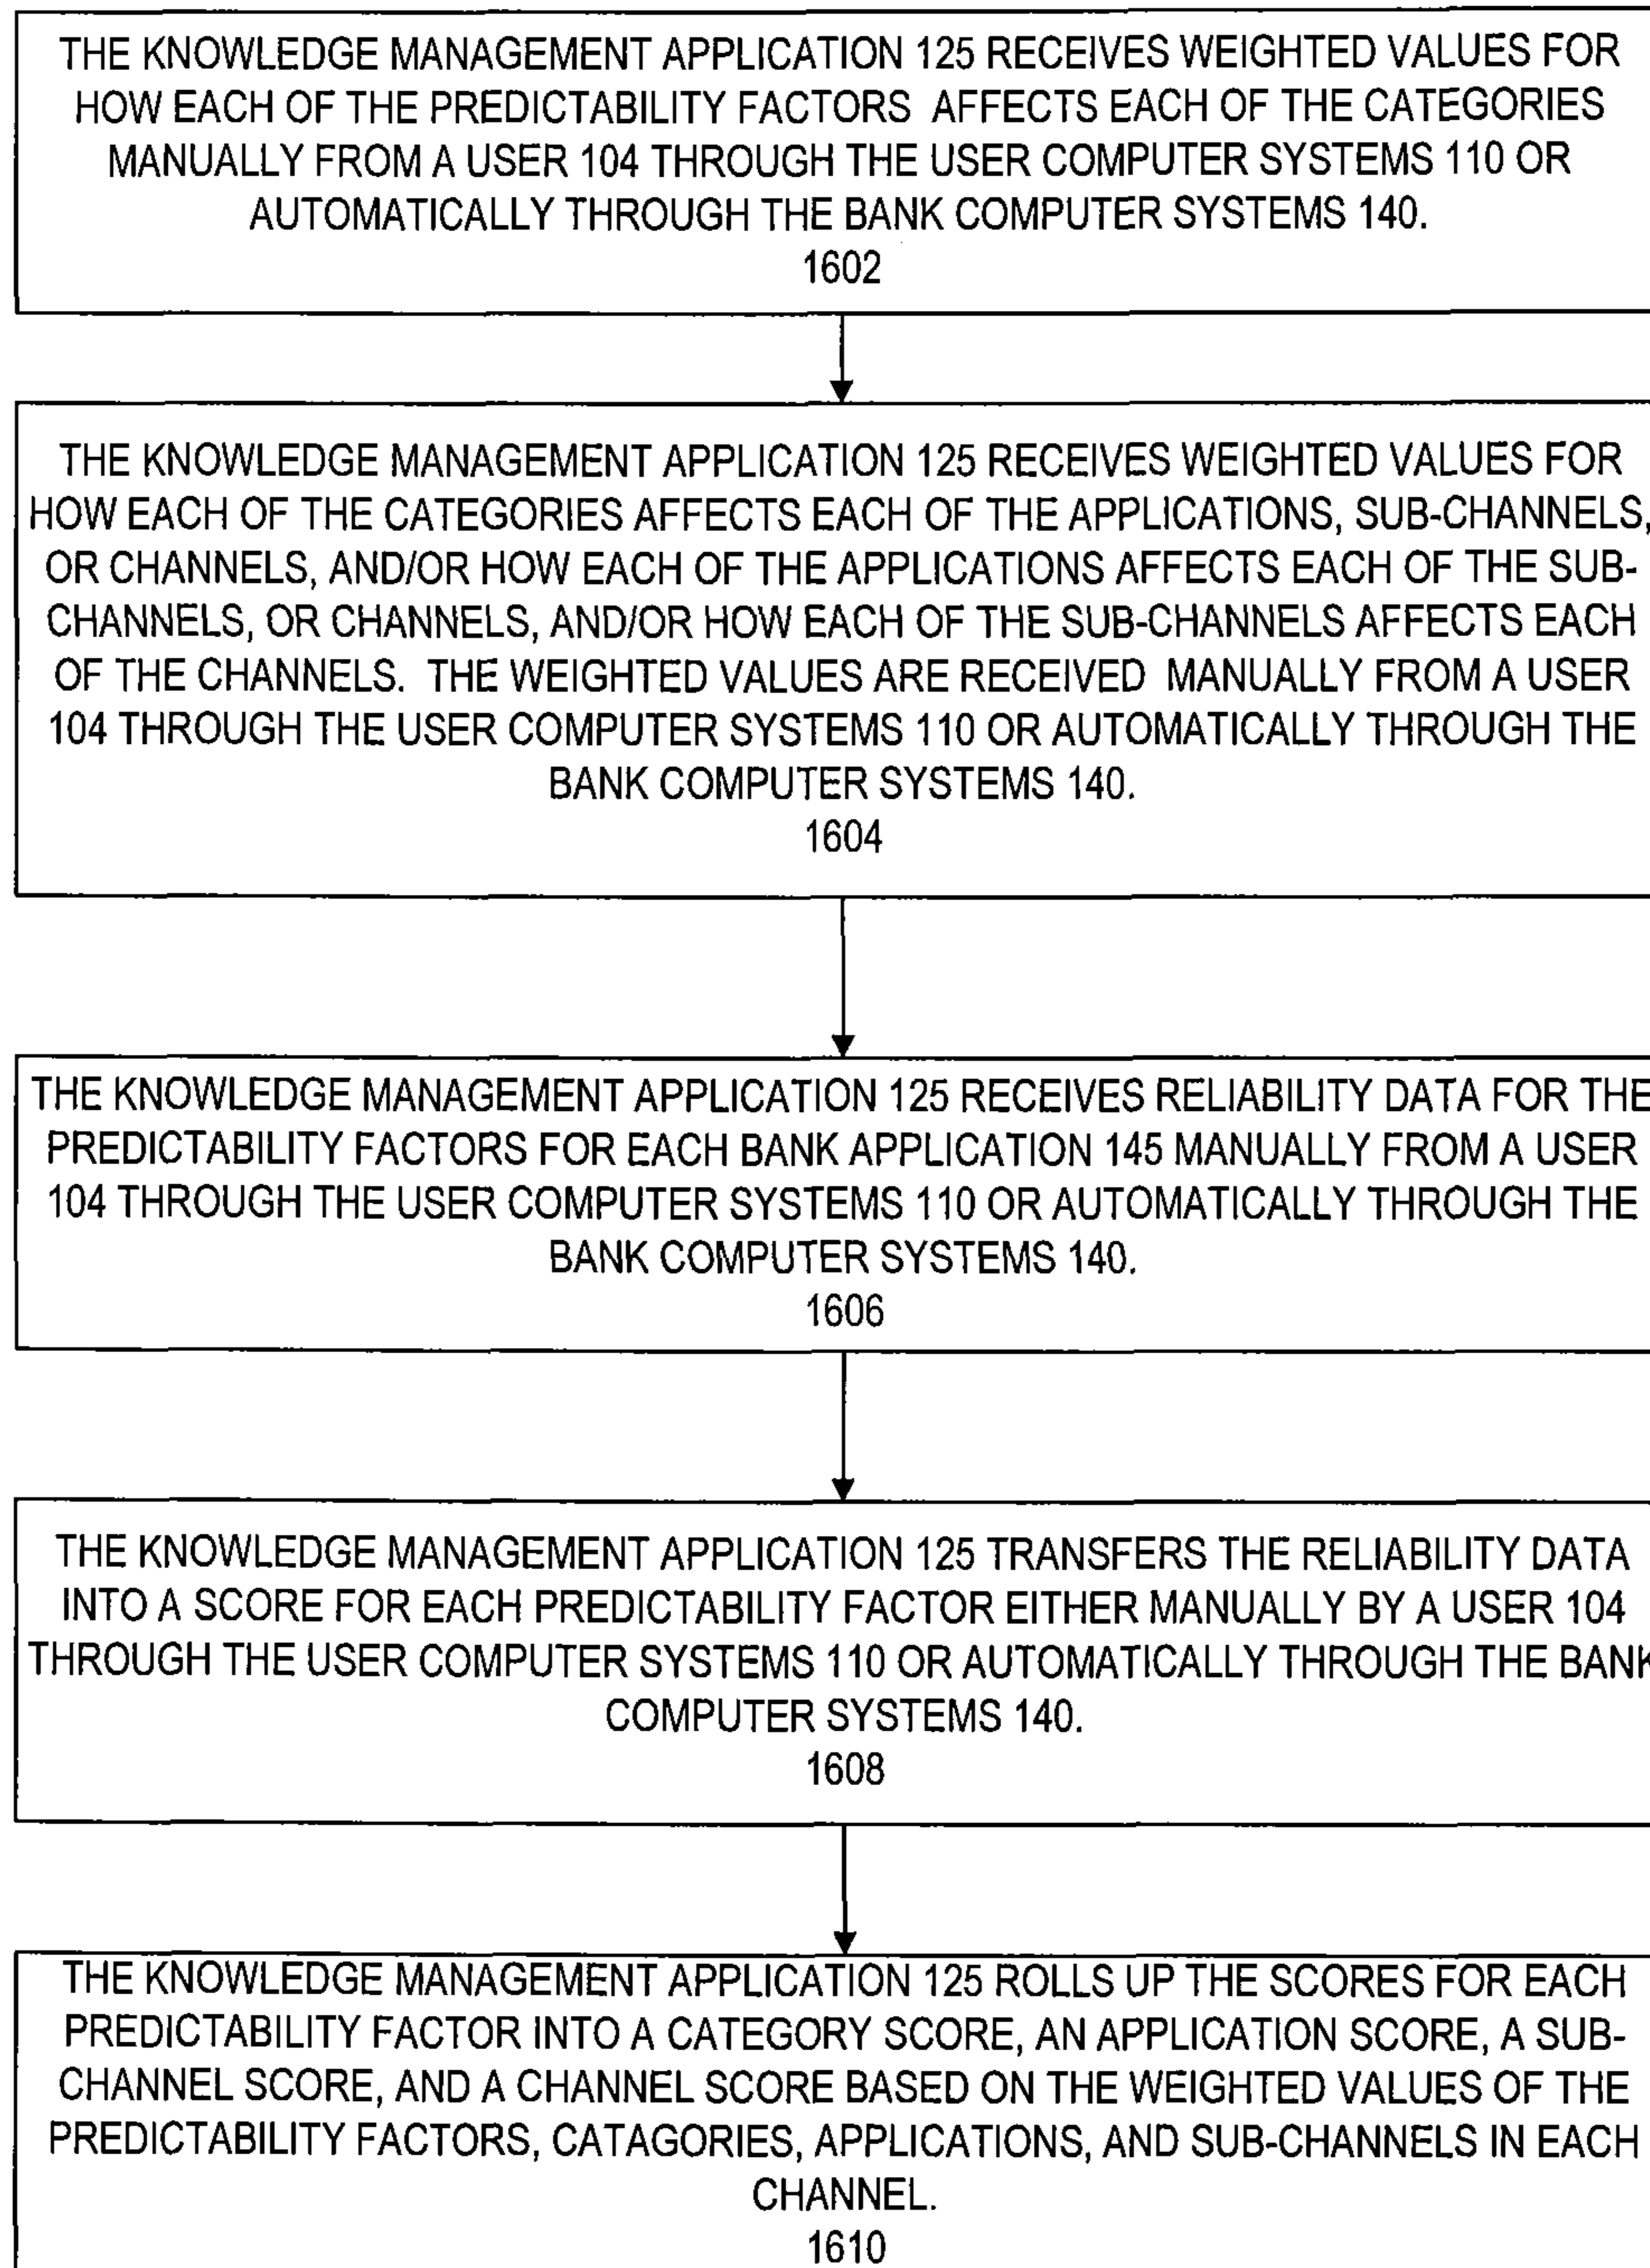 THE KNOWLEDGE MANAGEMENT APPLICATION 125 RECEIVES WEIGHTED VALUES FOR
HOW EACH OF THE PREDICTABILITY FACTORS AFFECTS EACH OF THE CATEGORIES
MANUALLY FROM A USER 104 THROUGH THE USER COMPUTER SYSTEMS 110 OR
AUTOMATICALLY THROUGH THE BANK COMPUTER SYSTEMS 140.
1602
THE KNOWLEDGE MANAGEMENT APPLICATION 125 RECEIVES WEIGHTED VALUES FOR
HOW EACH OF THE CATEGORIES AFFECTS EACH OF THE APPLICATIONS, SUB-CHANNELS,
OR CHANNELS, AND/OR HOW EACH OF THE APPLICATIONS AFFECTS EACH OF THE SUB-
CHANNELS, OR CHANNELS, AND/OR HOW EACH OF THE SUB-CHANNELS AFFECTS EACH
OF THE CHANNELS. THE WEIGHTED VALUES ARE RECEIVED MANUALLY FROM A USER
104 THROUGH THE USER COMPUTER SYSTEMS 110 OR AUTOMATICALLY THROUGH THE
BANK COMPUTER SYSTEMS 140.
1604
THE KNOWLEDGE MANAGEMENT APPLICATION 125 RECEIVES RELIABILITY DATA FOR THE
PREDICTABILITY FACTORS FOR EACH BANK APPLICATION 145 MANUALLY FROM A USER
104 THROUGH THE USER COMPUTER SYSTEMS 110 OR AUTOMATICALLY THROUGH THE
BANK COMPUTER SYSTEMS 140.
1606
THE KNOWLEDGE MANAGEMENT APPLICATION 125 TRANSFERS THE RELIABILITY DATA
INTO A SCORE FOR EACH PREDICTABILITY FACTOR EITHER MANUALLY BY A USER 104
THROUGH THE USER COMPUTER SYSTEMS 110 OR AUTOMATICALLY THROUGH THE BANK
COMPUTER SYSTEMS 140.
1608
THE KNOWLEDGE MANAGEMENT APPLICATION 125 ROLLS UP THE SCORES FOR EACH
PREDICTABILITY FACTOR INTO A CATEGORY SCORE, AN APPLICATION SCORE, A SUB-
CHANNEL SCORE, AND A CHANNEL SCORE BASED ON THE WEIGHTED VALUES OF THE
PREDICTABILITY FACTORS, CATAGORIES, APPLICATIONS, AND SUB-CHANNELS IN EACH
CHANNEL.
1610